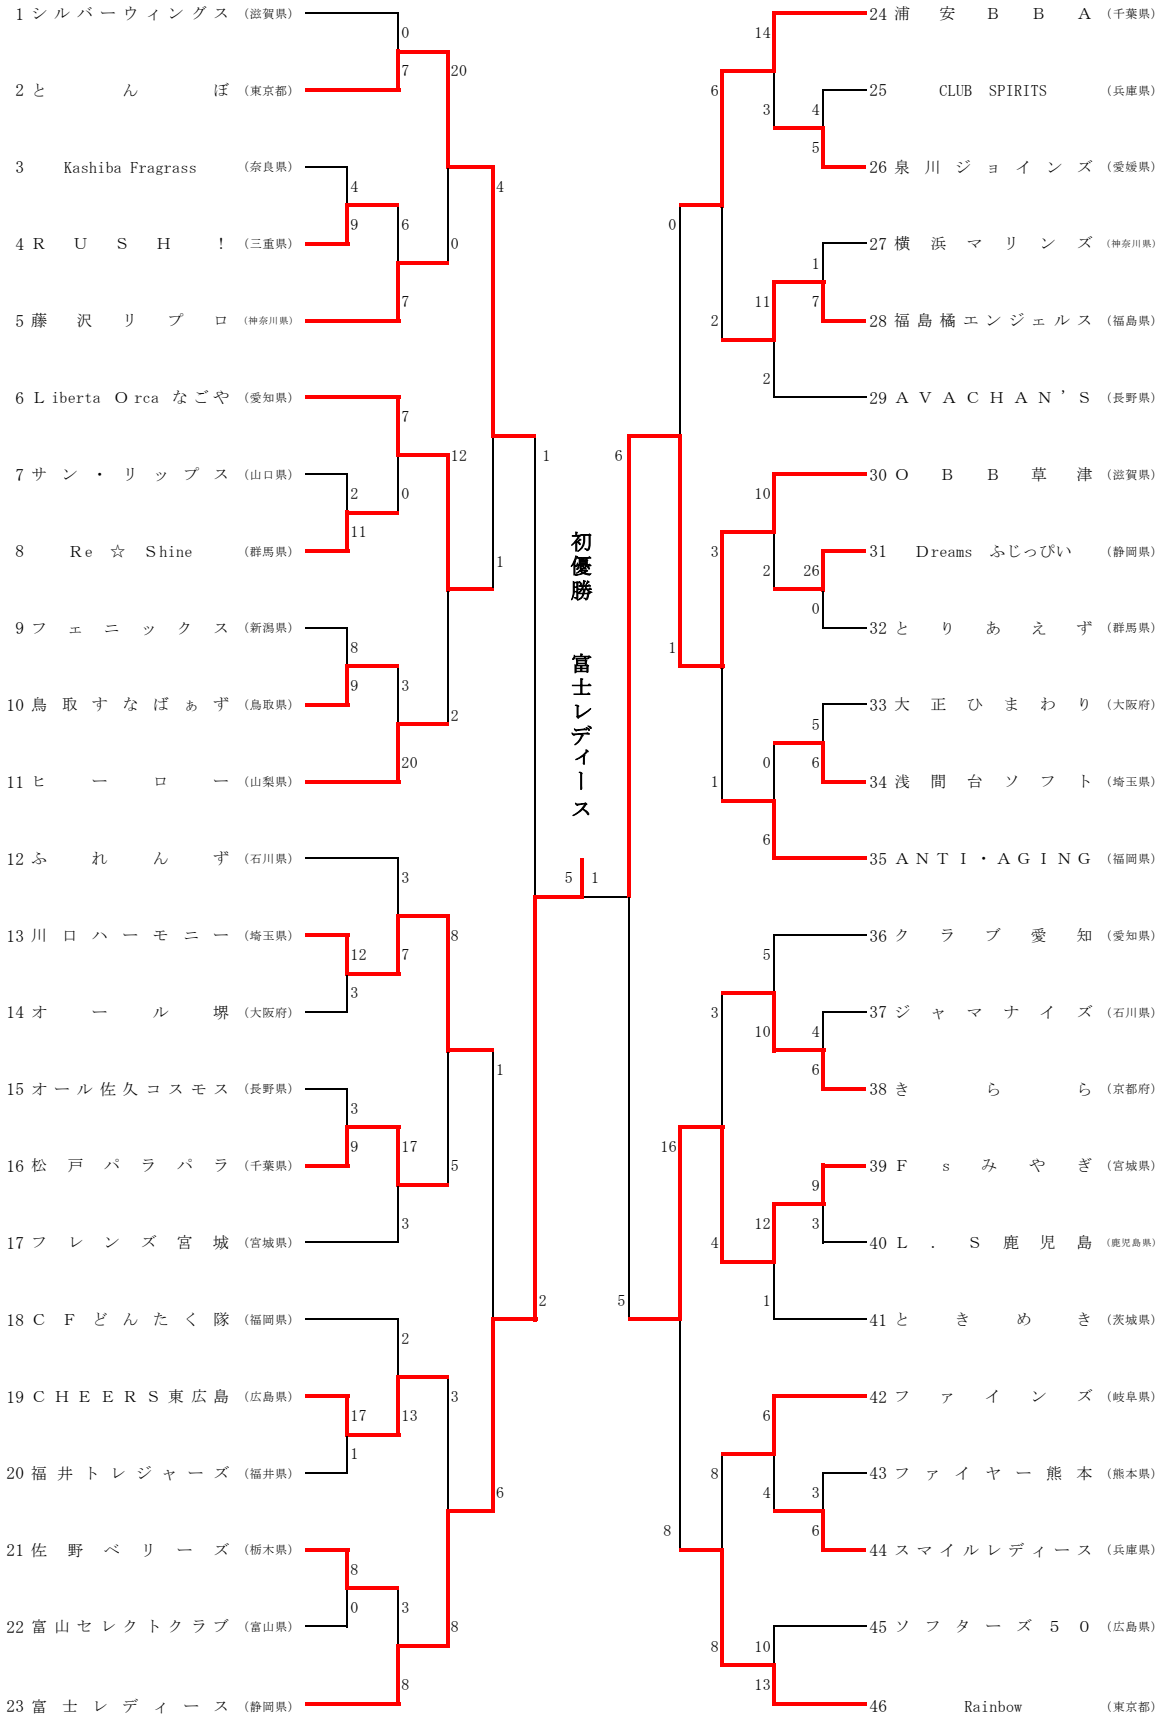 1 シルバーウィングス (滋賀県)
0
7
20
2 とんぼ (東京都)
3 Kashiba Fragrass (奈良県)
4
4
9
6
0
4 RUSH! (三重県)
7
5 藤沢リプロ (神奈川県)
6 Liberta Orca なごや (愛知県)
7
12
1
7 サン・リップス (山口県)
2
0
11
8 Re☆Shine (群馬県)
1
9 フェニックス (新潟県)
8
9
3
2
10 鳥取すなばぁず (鳥取県)
20
11 ヒーロー (山梨県)
12 ふれんず (石川県)
3
8
13 川口ハーモニー (埼玉県)
12
7
3
14 オール堺 (大阪府)
1
15 オール佐久コスモス (長野県)
3
9
17
5
16 松戸パラパラ (千葉県)
3
17 フレンズ宮城 (宮城県)
2
18 CFどんたく隊 (福岡県)
2
3
19 CHEERS東広島 (広島県)
17
13
1
20 福井トレジャーズ (福井県)
6
21 佐野ベリーズ (栃木県)
8
0
3
8
22 富山セレクトクラブ (富山県)
8
23 富士レディース (静岡県)
初優勝 富士レディース
5 1
24 浦安BBA (千葉県)
14
6
3
4
25 CLUB SPIRITS (兵庫県)
5
26 泉川ジョインズ (愛媛県)
0
27 横浜マリンズ (神奈川県)
1
11
7
2
28 福島橘エンジェルス (福島県)
2
29 AVACHAN'S (長野県)
6
30 OBB草津 (滋賀県)
10
3
31 Dreams ふじっぴい (静岡県)
2
26
0
32 とりあえず (群馬県)
1
33 大正ひまわり (大阪府)
5
0
6
1
34 浅間台ソフト (埼玉県)
6
35 ANTI・AGING (福岡県)
36 クラブ愛知 (愛知県)
5
3
37 ジャマナイズ (石川県)
10
4
6
38 きらら (京都府)
16
39 Fsみやぎ (宮城県)
9
12
3
4
40 L.S鹿児島 (鹿児島県)
1
41 ときめき (茨城県)
5
42 ファインズ (岐阜県)
6
8
43 ファイヤー熊本 (熊本県)
4
3
6
8
44 スマイルレディース (兵庫県)
45 ソフターズ50 (広島県)
8
10
13
46 Rainbow (東京都)